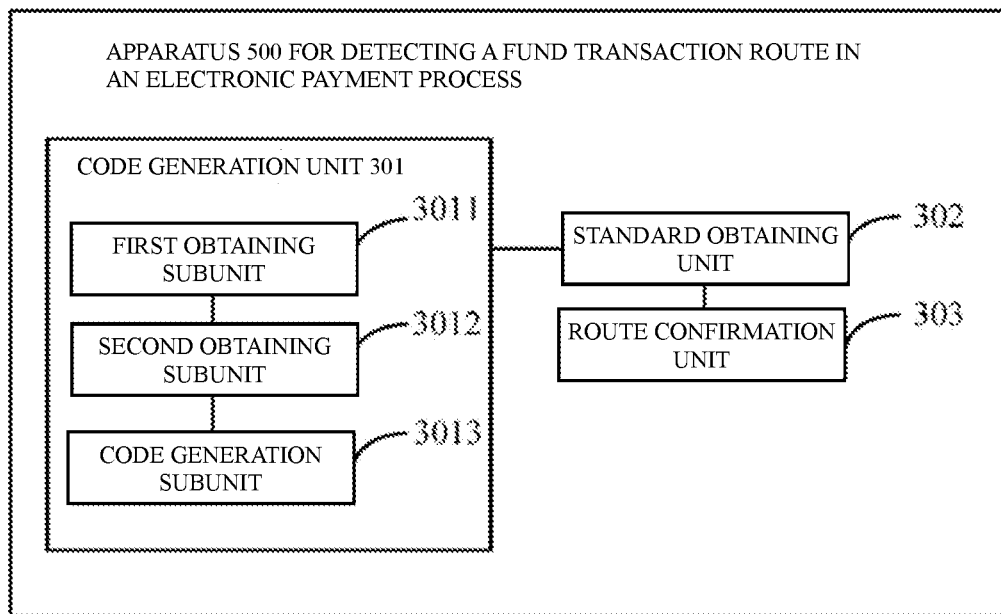 APPARATUS 500 FOR DETECTING A FUND TRANSACTION ROUTE IN
AN ELECTRONIC PAYMENT PROCESS
CODE GENERATION UNIT 301
3011
FIRST OBTAINING
SUBUNIT
3012
SECOND OBTAINING
SUBUNIT
3013
CODE GENERATION
SUBUNIT
302
STANDARD OBTAINING
UNIT
303
ROUTE CONFIRMATION
UNIT